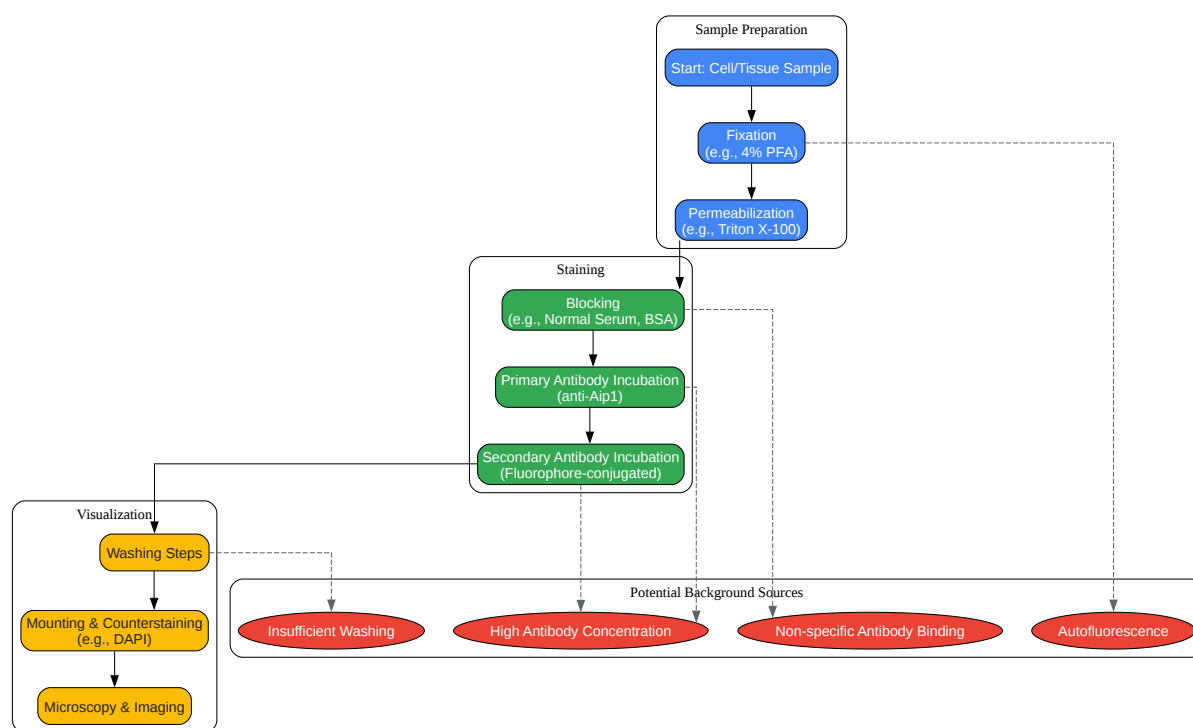 Sample Preparation
Start: Cell/Tissue Sample
Fixation
(e.g., 4% PFA)
Permeabilization
(e.g., Triton X-100)
Staining
Blocking
(e.g., Normal Serum, BSA)
Primary Antibody Incubation
(anti-Aip1)
Secondary Antibody Incubation
(Fluorophore-conjugated)
Visualization
Washing Steps
Mounting & Counterstaining
(e.g., DAPI)
Microscopy & Imaging
Potential Background Sources
Insufficient Washing
High Antibody Concentration
Non-specific Antibody Binding
Autofluorescence